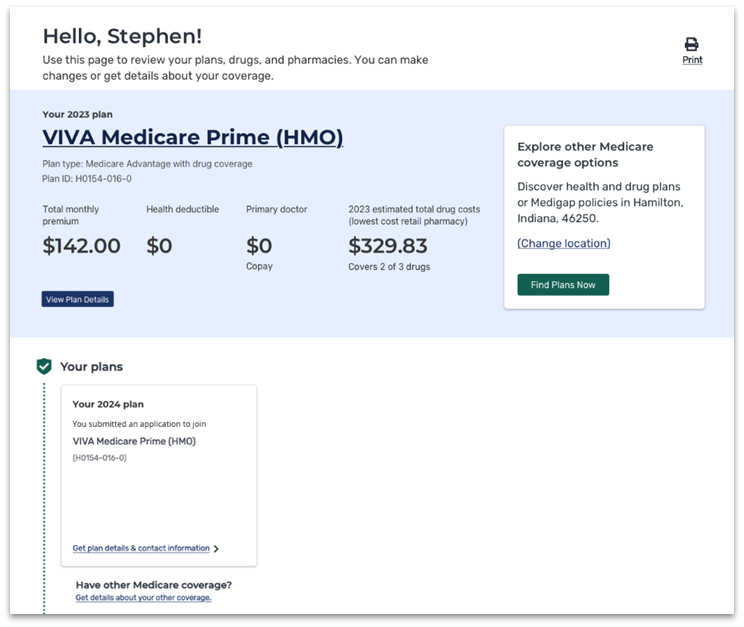 Hello, Stephen!
Use this page to review your plans, drugs, and pharmacies. You can make
changes or get details about your coverage.
Print
Your 2023 plan
VIVA Medicare Prime (HMO)
Plan type: Medicare Advantage with drug coverage
Plan ID: H0154-016-0
Total monthly
premium
$142.00
Health deductible
$0
Primary doctor
$0
Copay
2023 estimated total drug costs
(lowest cost retail pharmacy)
$329.83
Covers 2 of 3 drugs
View Plan Details
Explore other Medicare
coverage options
Discover health and drug plans
or Medigap policies in Hamilton,
Indiana, 46250.
(Change location)
Find Plans Now
Your plans
Your 2024 plan
You submitted an application to join
VIVA Medicare Prime (HMO)
(H0154-016-0)
Get plan details & contact information
Have other Medicare coverage?
Get details about your other coverage.